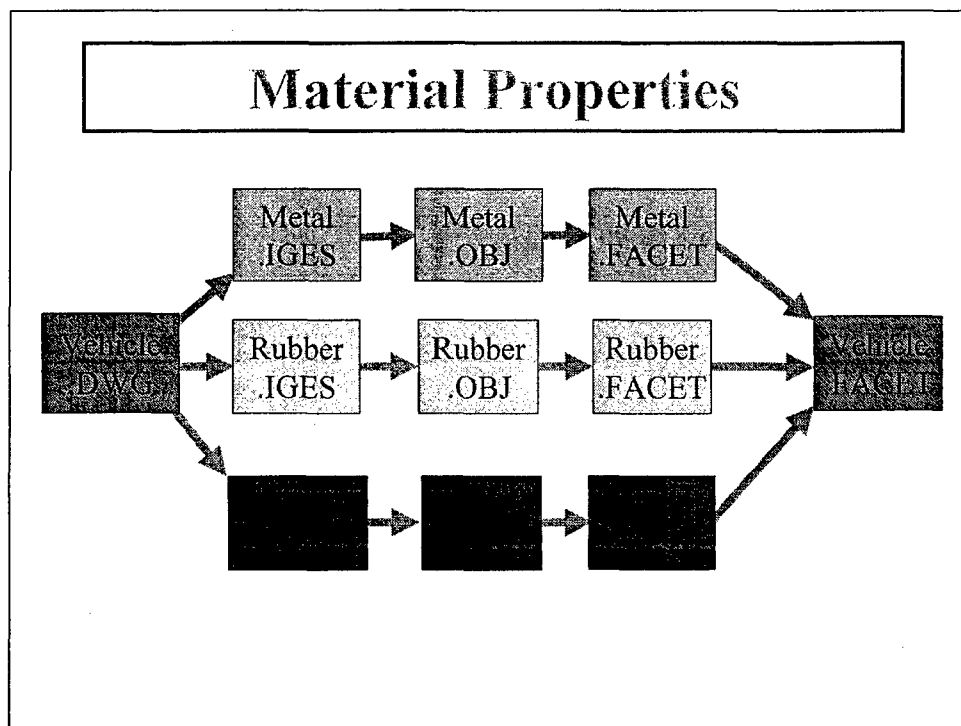 Material Properties
Metal
.IGES
Metal
.OBJ
Metal
.FACET
Vehicle
.DWG
Rubber
.IGES
Rubber
.OBJ
Rubber
.FACET
Vehicle
.FACET